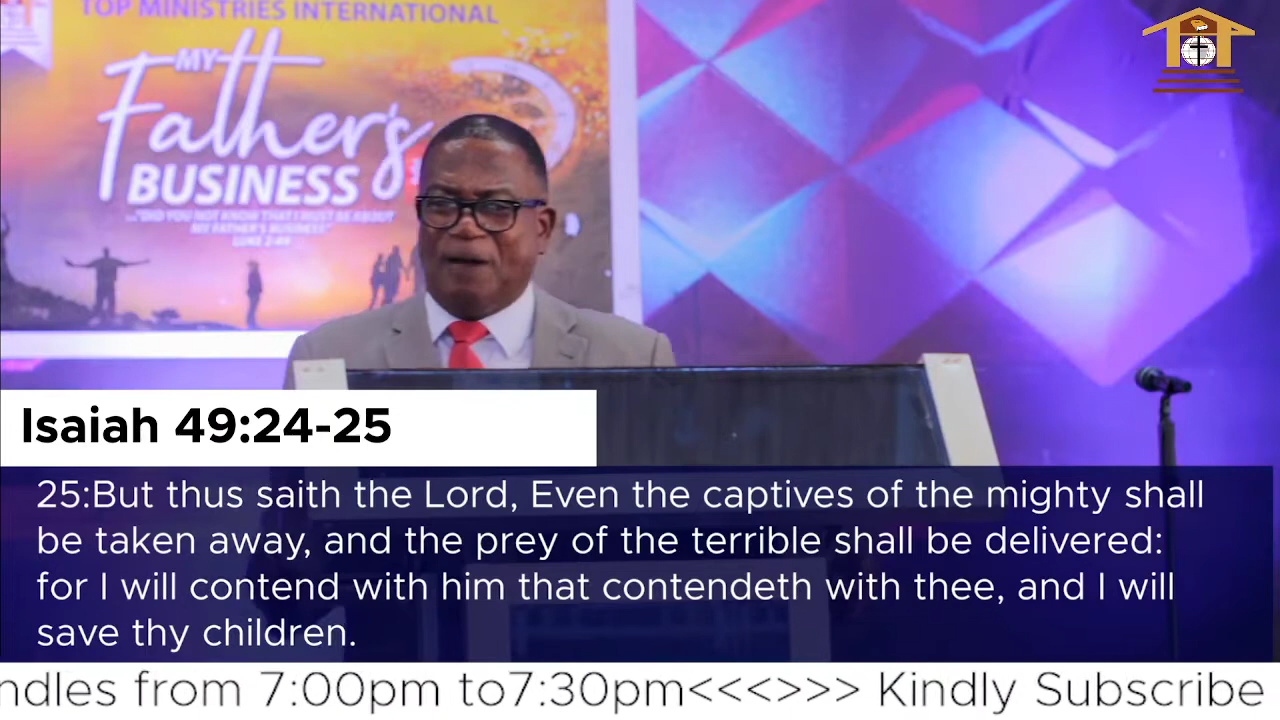 TOP MINISTRIES INTERNATIONAL
MY
Father's
BUSINESS
..."DID YOU NOT KNOW THAT I MUST BE ABOUT
MY FATHER'S BUSINESS"
LUKE 2:49
Isaiah 49:24-25
25:But thus saith the Lord, Even the captives of the mighty shall
be taken away, and the prey of the terrible shall be delivered:
for I will contend with him that contendeth with thee, and I will
save thy children.
ndles from 7:00pm to7:30pm<<<>>> Kindly Subscribe